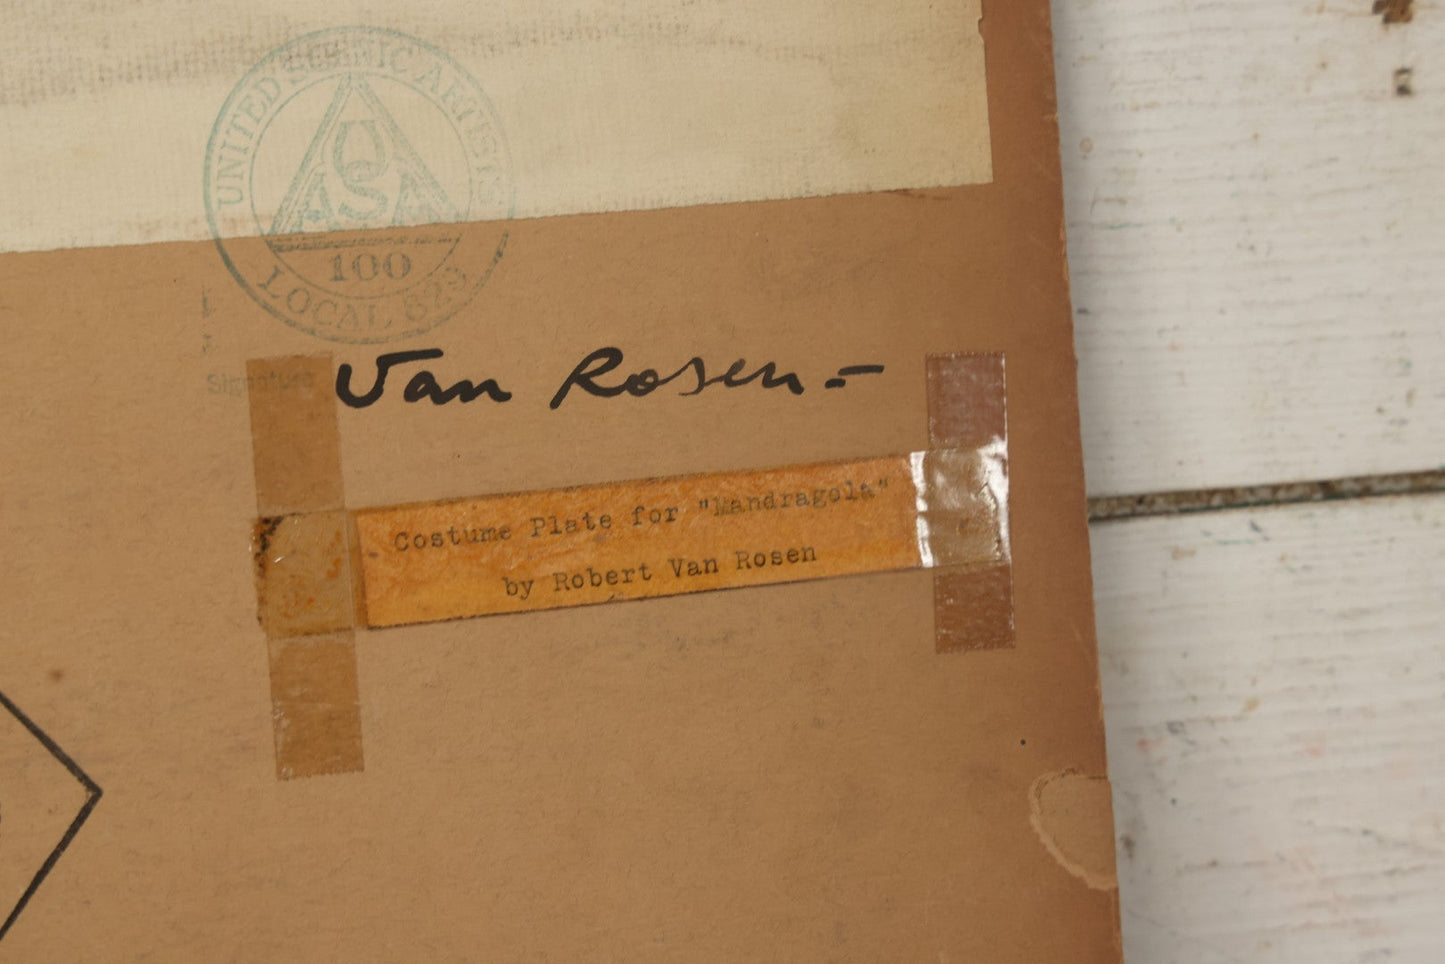 UNITED SCENIC ARTISTS
USA
100
LOCAL 829
Signature
Van Rosen -
Costume Plate for "Mandragola"
by Robert Van Rosen